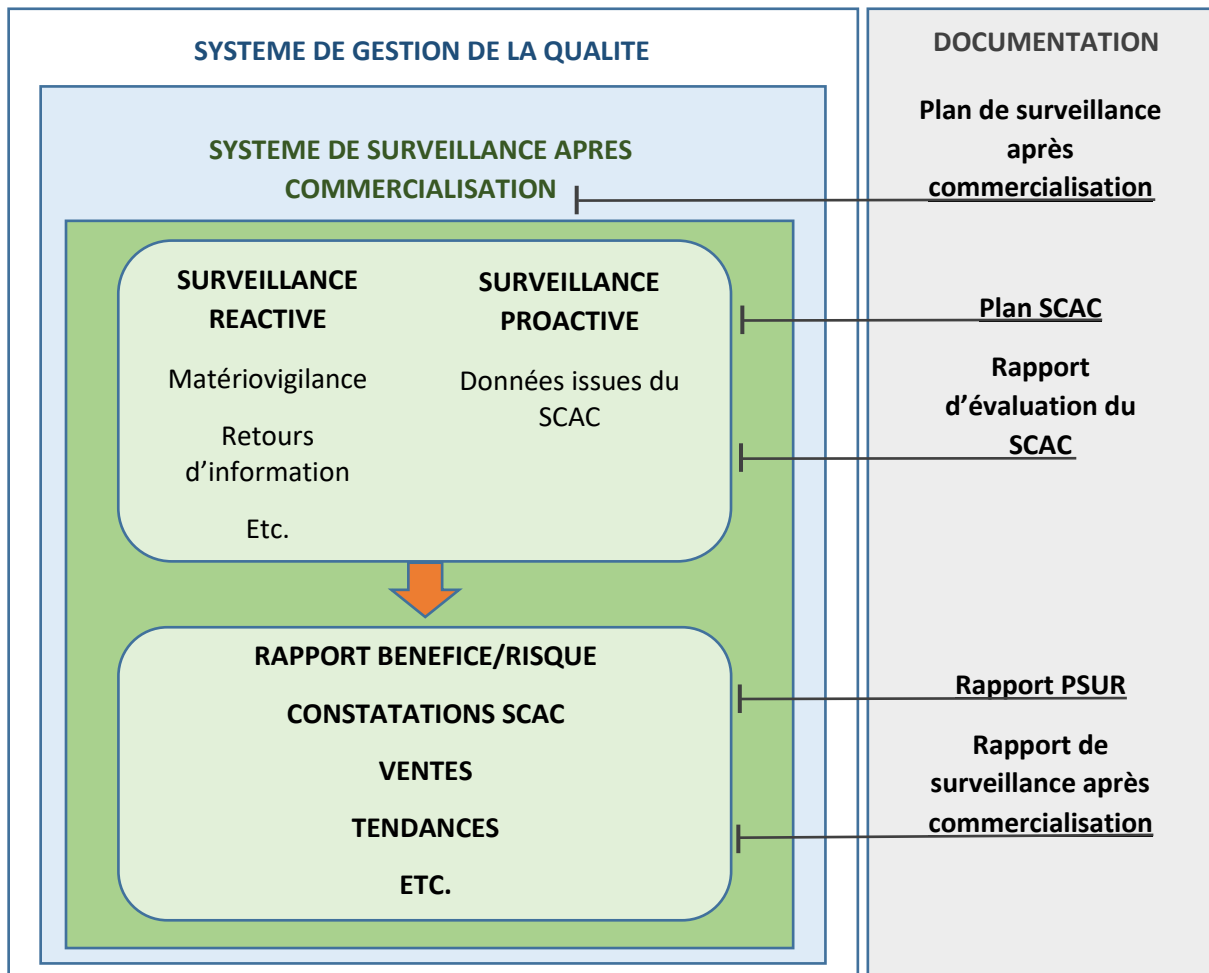 SYSTEME DE GESTION DE LA QUALITE
SYSTEME DE SURVEILLANCE APRES
COMMERCIALISATION
SURVEILLANCE
REACTIVE
Matériovigilance
Retours
d’information
Etc.
SURVEILLANCE
PROACTIVE
Données issues du
SCAC
RAPPORT BENEFICE/RISQUE
CONSTATATIONS SCAC
VENTES
TENDANCES
ETC.
DOCUMENTATION
Plan de surveillance
après
commercialisation
Plan SCAC
Rapport
d’évaluation du
SCAC
Rapport PSUR
Rapport de
surveillance après
commercialisation